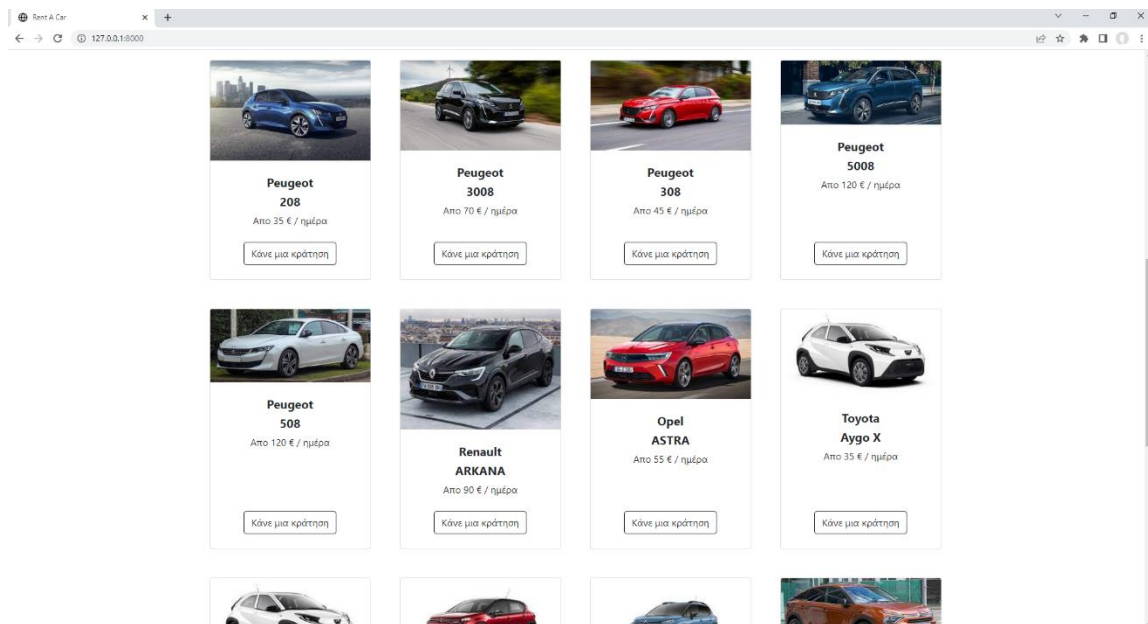 Rent A Car
127.0.0.1:8000
Peugeot
208
Απο 35 € / ημέρα
Κάνε μια κράτηση
Peugeot
3008
Απο 70 € / ημέρα
Κάνε μια κράτηση
Peugeot
308
Απο 45 € / ημέρα
Κάνε μια κράτηση
Peugeot
5008
Απο 120 € / ημέρα
Κάνε μια κράτηση
Peugeot
508
Απο 120 € / ημέρα
Κάνε μια κράτηση
Renault
ARKANA
Απο 90 € / ημέρα
Κάνε μια κράτηση
Opel
ASTRA
Απο 55 € / ημέρα
Κάνε μια κράτηση
Toyota
Aygo X
Απο 35 € / ημέρα
Κάνε μια κράτηση